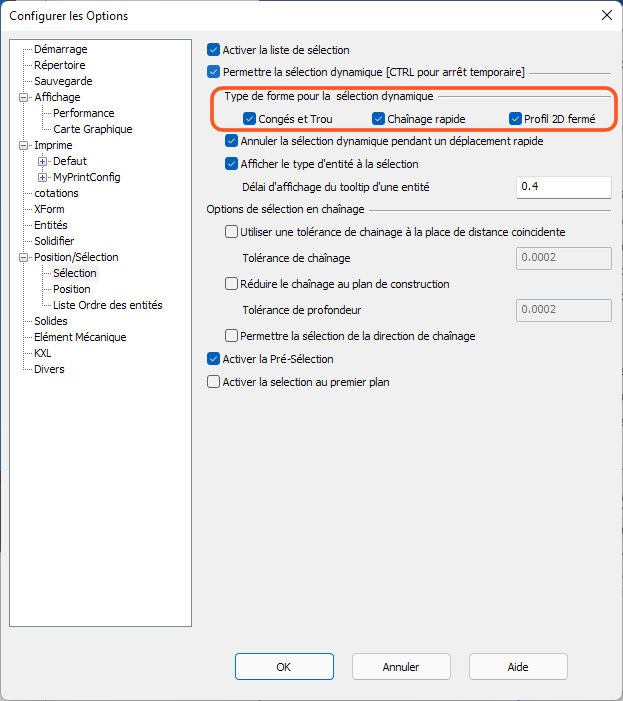 Configurer les Options
Démarrage
Répertoire
Sauvegarde
Affichage
Performance
Carte Graphique
Imprime
Defaut
MyPrintConfig
cotations
XForm
Entités
Solidifier
Position/Sélection
Sélection
Position
Liste Ordre des entités
Solides
Elément Mécanique
KXL
Divers
Activer la liste de sélection
Permettre la sélection dynamique [CTRL pour arrêt temporaire]
Type de forme pour la sélection dynamique
Congés et Trou Chaînage rapide Profil 2D fermé
Annuler la sélection dynamique pendant un déplacement rapide
Afficher le type d'entité à la sélection
Délai d'affichage du tooltip d'une entité 0.4
Options de sélection en chaînage
Utiliser une tolérance de chainage à la place de distance coincidente
Tolérance de chaînage 0.0002
Réduire le chaînage au plan de construction
Tolérance de profondeur 0.0002
Permettre la sélection de la direction de chaînage
Activer la Pré-Sélection
Activer la selection au premier plan
OK Annuler Aide